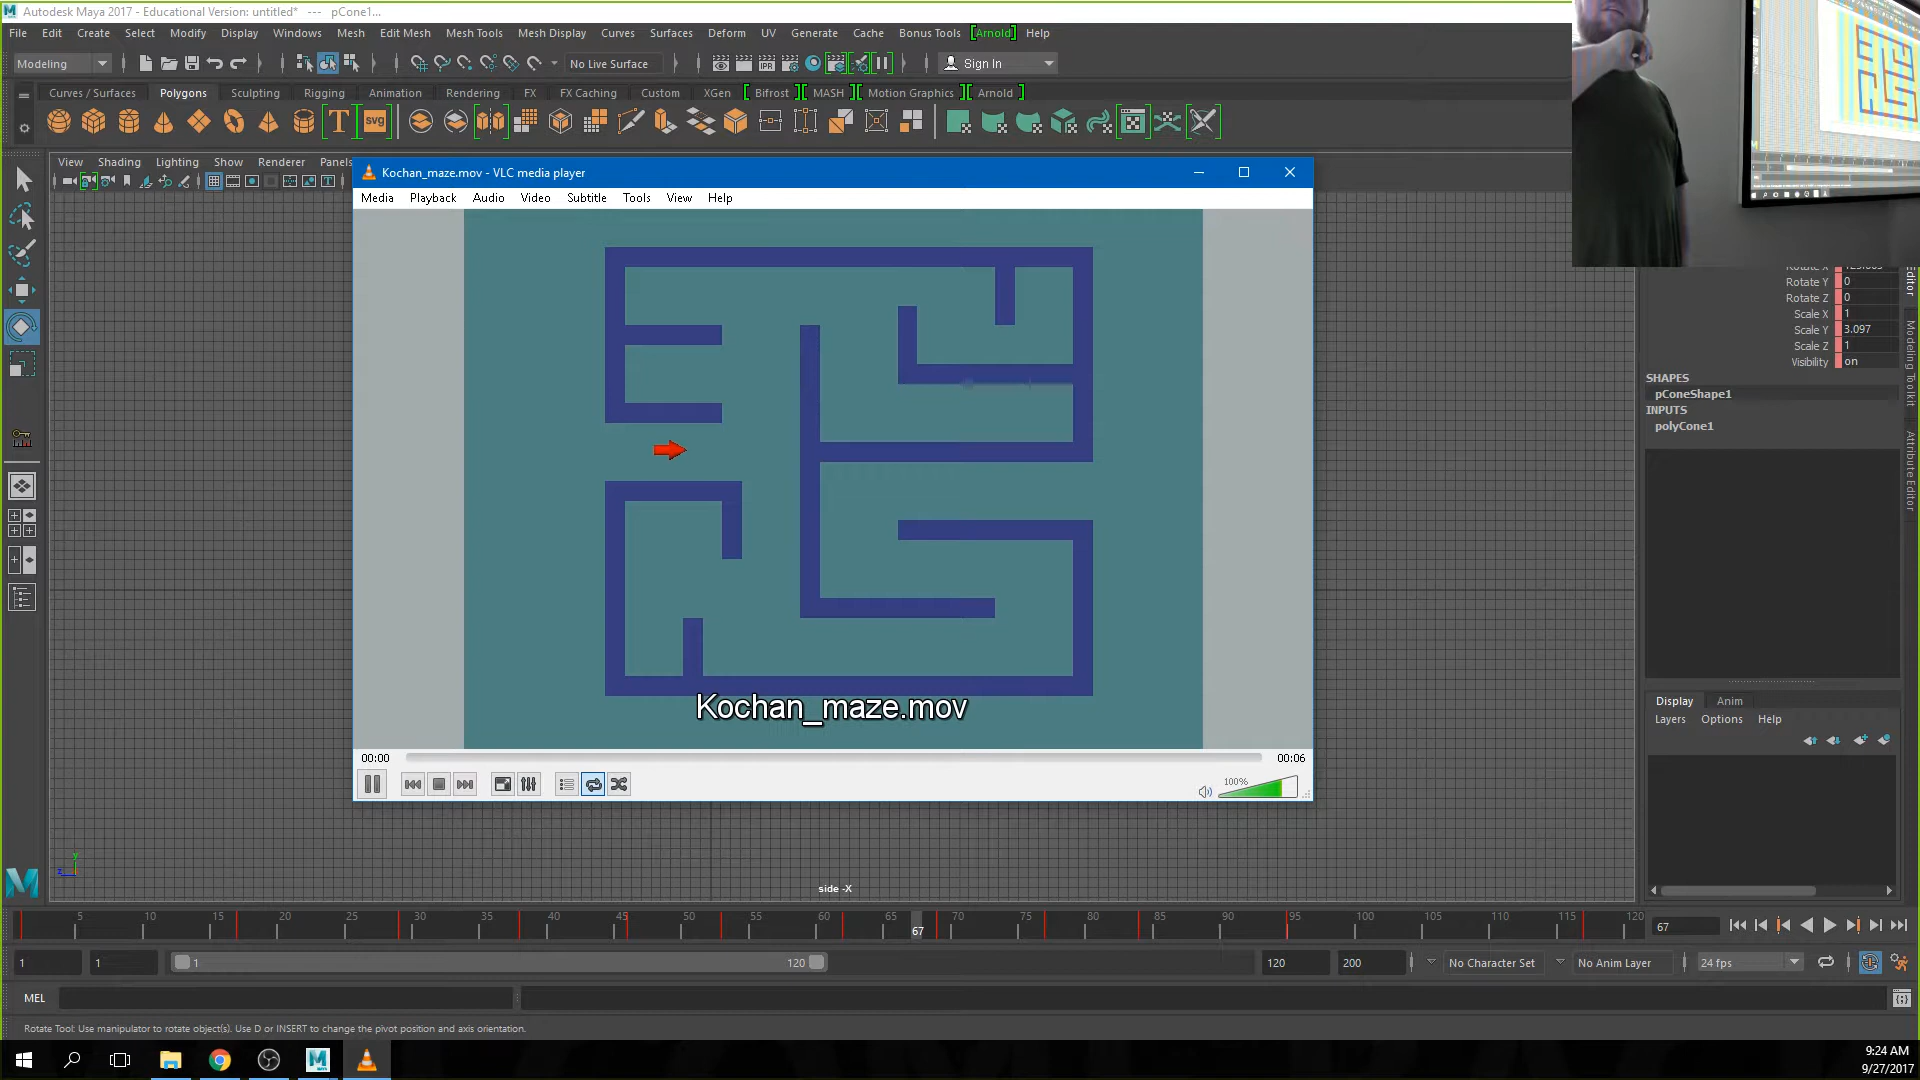 Autodesk Maya 2017 - Educational Version: untitled* --- pCone1...
File Edit Create Select Modify Display Windows Mesh Edit Mesh Mesh Tools Mesh Display Curves Surfaces Deform UV Generate Cache Bonus Tools [Arnold] Help
Modeling No Live Surface Sign In
Curves / Surfaces Polygons Sculpting Rigging Animation Rendering FX FX Caching Custom XGen Bifrost MASH Motion Graphics Arnold
T svg
View Shading Lighting Show Renderer Panels
Kochan_maze.mov - VLC media player
Media Playback Audio Video Subtitle Tools View Help
Rotate Y 0
Rotate Z 0
Scale X 1
Scale Y 3.097
Scale Z 1
Visibility on
SHAPES
pConeShape1
INPUTS
polyCone1
Editor
Modeling Toolkit
Attribute Editor
Kochan_maze.mov
00:00 00:06
100%
Display Anim
Layers Options Help
side -X
5 10 15 20 25 30 35 40 45 50 55 60 65 70 75 80 85 90 95 100 105 110 115 120
67 67
1 1 1 120 120 200 No Character Set No Anim Layer 24 fps
MEL
Rotate Tool: Use manipulator to rotate object(s). Use D or INSERT to change the pivot position and axis orientation.
9:24 AM
9/27/2017